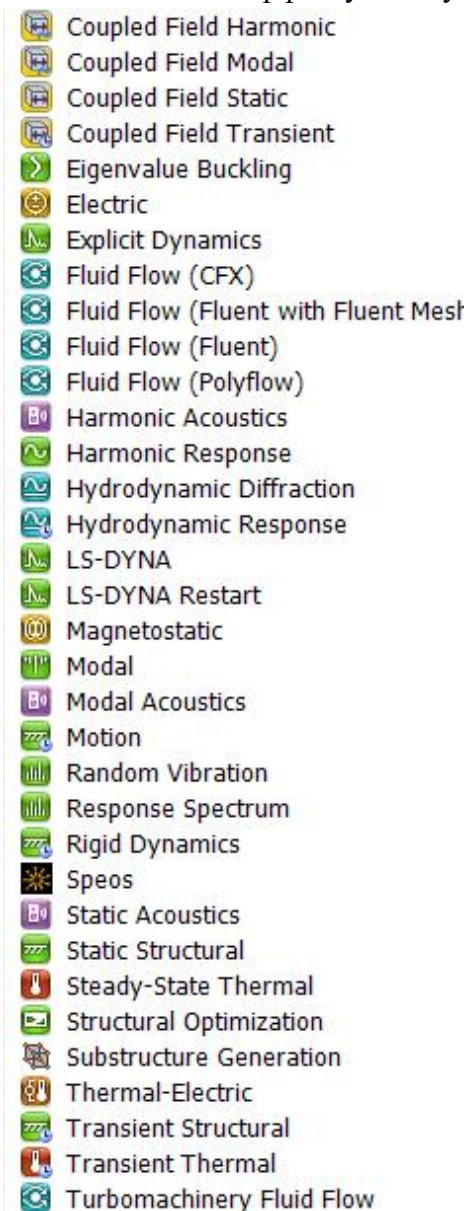 Coupled Field Harmonic
Coupled Field Modal
Coupled Field Static
Coupled Field Transient
Eigenvalue Buckling
Electric
Explicit Dynamics
Fluid Flow (CFX)
Fluid Flow (Fluent with Fluent Mesh
Fluid Flow (Fluent)
Fluid Flow (Polyflow)
Harmonic Acoustics
Harmonic Response
Hydrodynamic Diffraction
Hydrodynamic Response
LS-DYNA
LS-DYNA Restart
Magnetostatic
Modal
Modal Acoustics
Motion
Random Vibration
Response Spectrum
Rigid Dynamics
Speos
Static Acoustics
Static Structural
Steady-State Thermal
Structural Optimization
Substructure Generation
Thermal-Electric
Transient Structural
Transient Thermal
Turbomachinery Fluid Flow